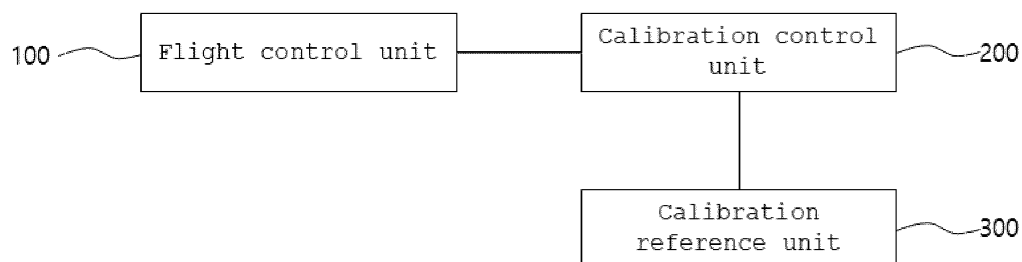 100
Flight control unit
Calibration control
unit
200
Calibration
reference unit
300